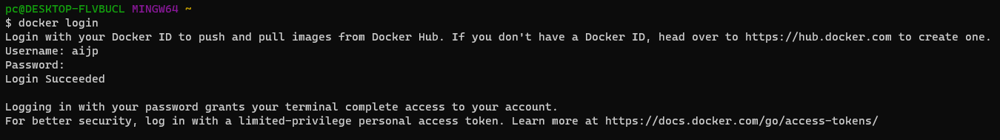 pc@DESKTOP-FLVBUCL MINGW64 ~
$ docker login
Login with your Docker ID to push and pull images from Docker Hub. If you don't have a Docker ID, head over to https://hub.docker.com to create one.
Username: aijp
Password:
Login Succeeded
Logging in with your password grants your terminal complete access to your account.
For better security, log in with a limited-privilege personal access token. Learn more at https://docs.docker.com/go/access-tokens/